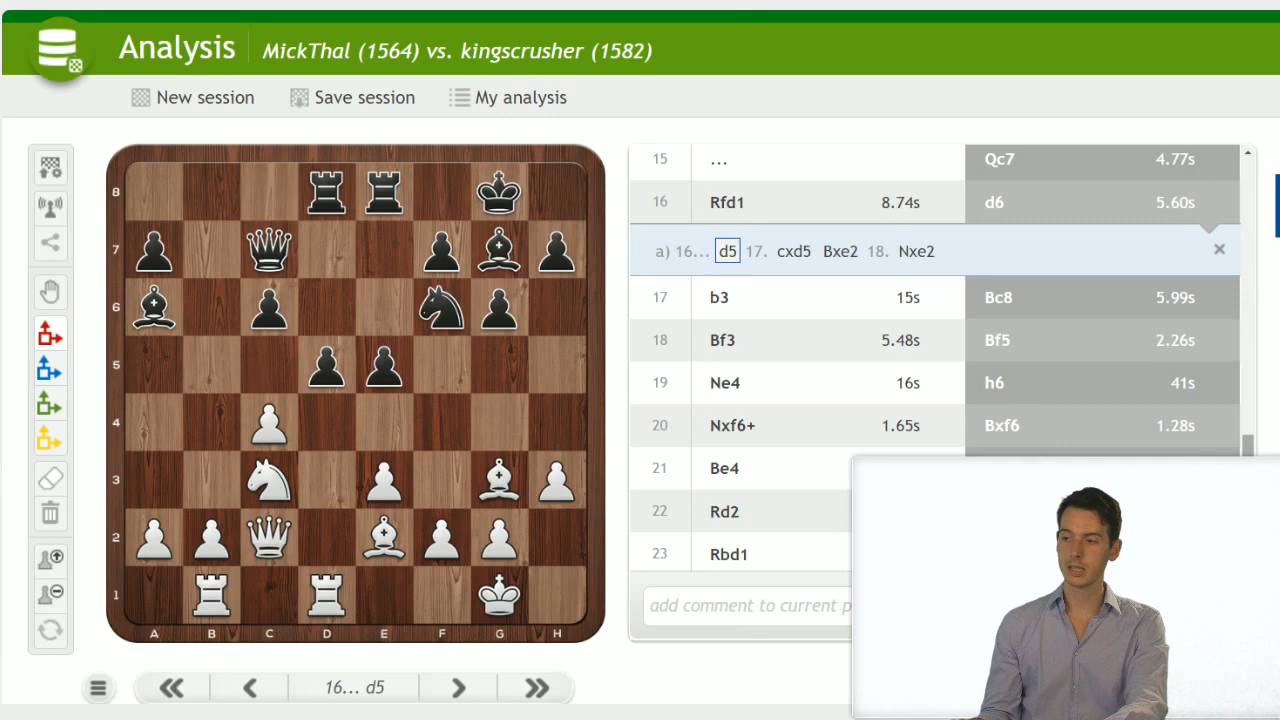 Analysis MickThal (1564) vs. kingscrusher (1582)
New session Save session My analysis
8
7
6
5
4
3
2
1
A B C D E F G H
16... d5
15 ... Qc7 4.77s
16 Rfd1 8.74s d6 5.60s
a) 16... d5 17. cxd5 Bxe2 18. Nxe2
17 b3 15s Bc8 5.99s
18 Bf3 5.48s Bf5 2.26s
19 Ne4 16s h6 41s
20 Nxf6+ 1.65s Bxf6 1.28s
21 Be4
22 Rd2
23 Rbd1
add comment to current p